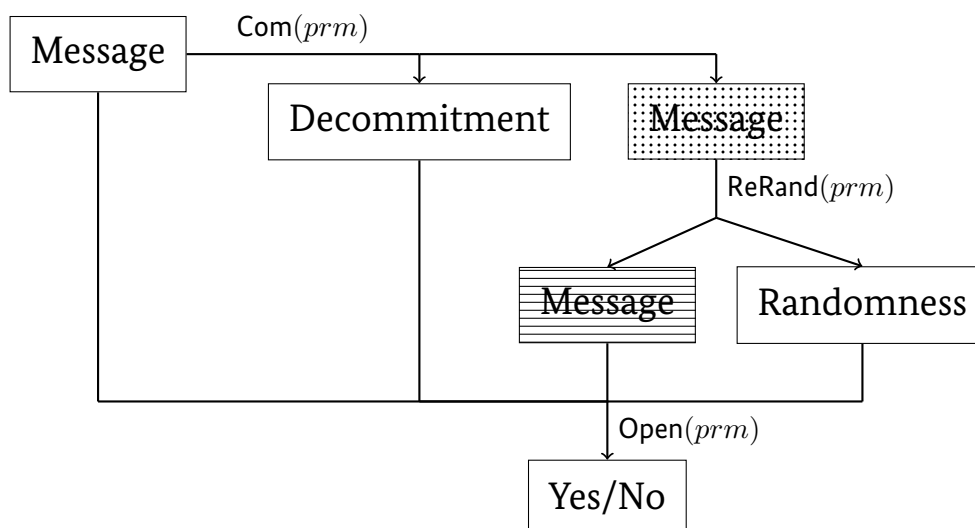 Message
Com(prm)
Decommitment
Message
ReRand(prm)
Message
Randomness
Open(prm)
Yes/No